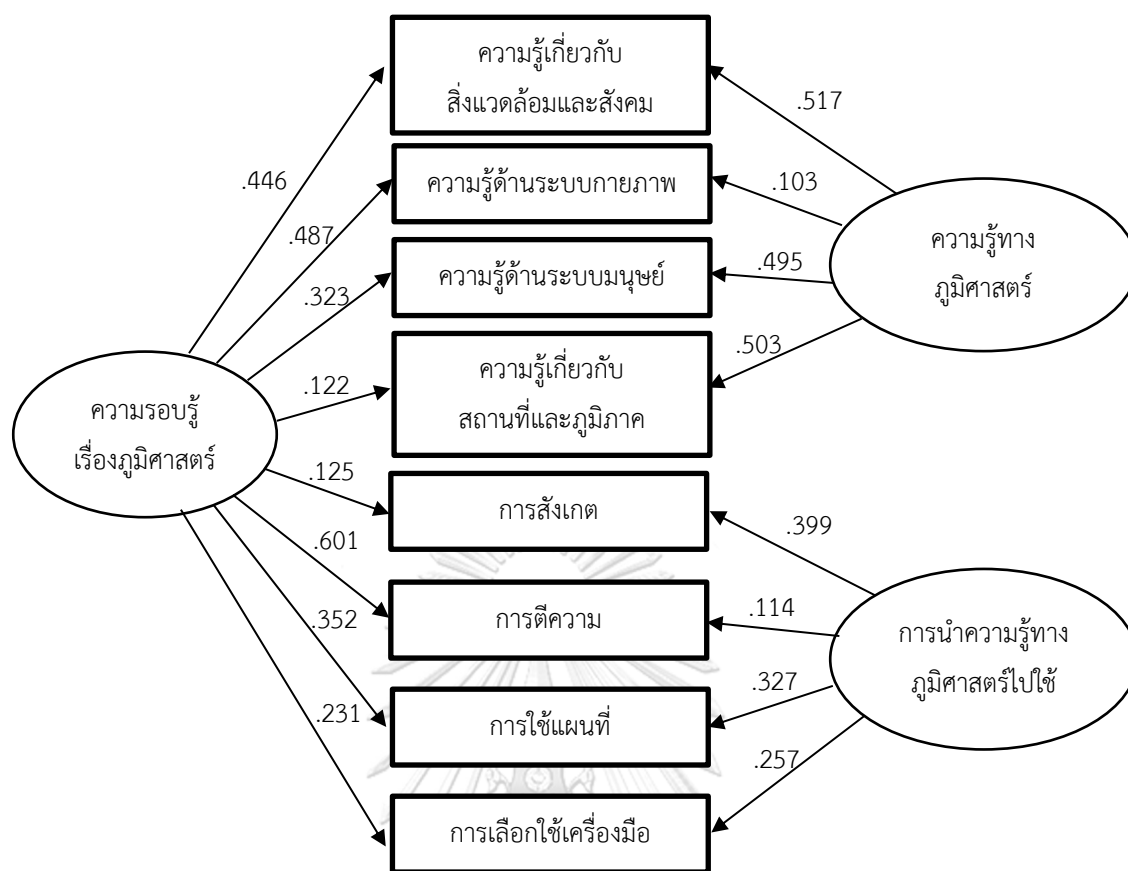 ความรู้เกี่ยวกับ
สิ่งแวดล้อมและสังคม
.517
.446
ความรู้ด้านระบบกายภาพ
.103
.487
ความรู้ทาง
ภูมิศาสตร์
ความรู้ด้านระบบมนุษย์
.495
.323
.503
ความรู้เกี่ยวกับ
สถานที่และภูมิภาค
.122
ความรอบรู้
เรื่องภูมิศาสตร์
.125
การสังเกต
.399
.601
การตีความ
.114
.352
การนำความรู้ทาง
ภูมิศาสตร์ไปใช้
.327
.231
การใช้แผนที่
.257
การเลือกใช้เครื่องมือ